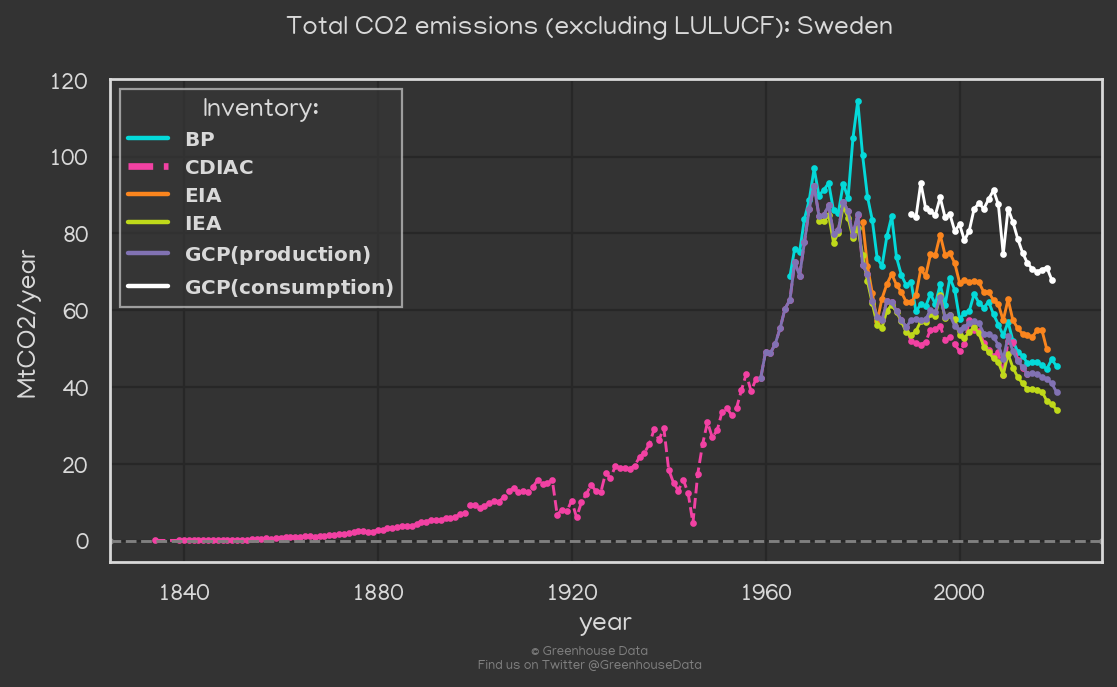 Total CO2 emissions (excluding LULUCF): Sweden
MtCO2/year
120
100
80
60
40
20
0
Inventory:
BP
CDIAC
EIA
IEA
GCP(production)
GCP(consumption)
1840 1880 1920 1960 2000
year
© Greenhouse Data
Find us on Twitter @GreenhouseData